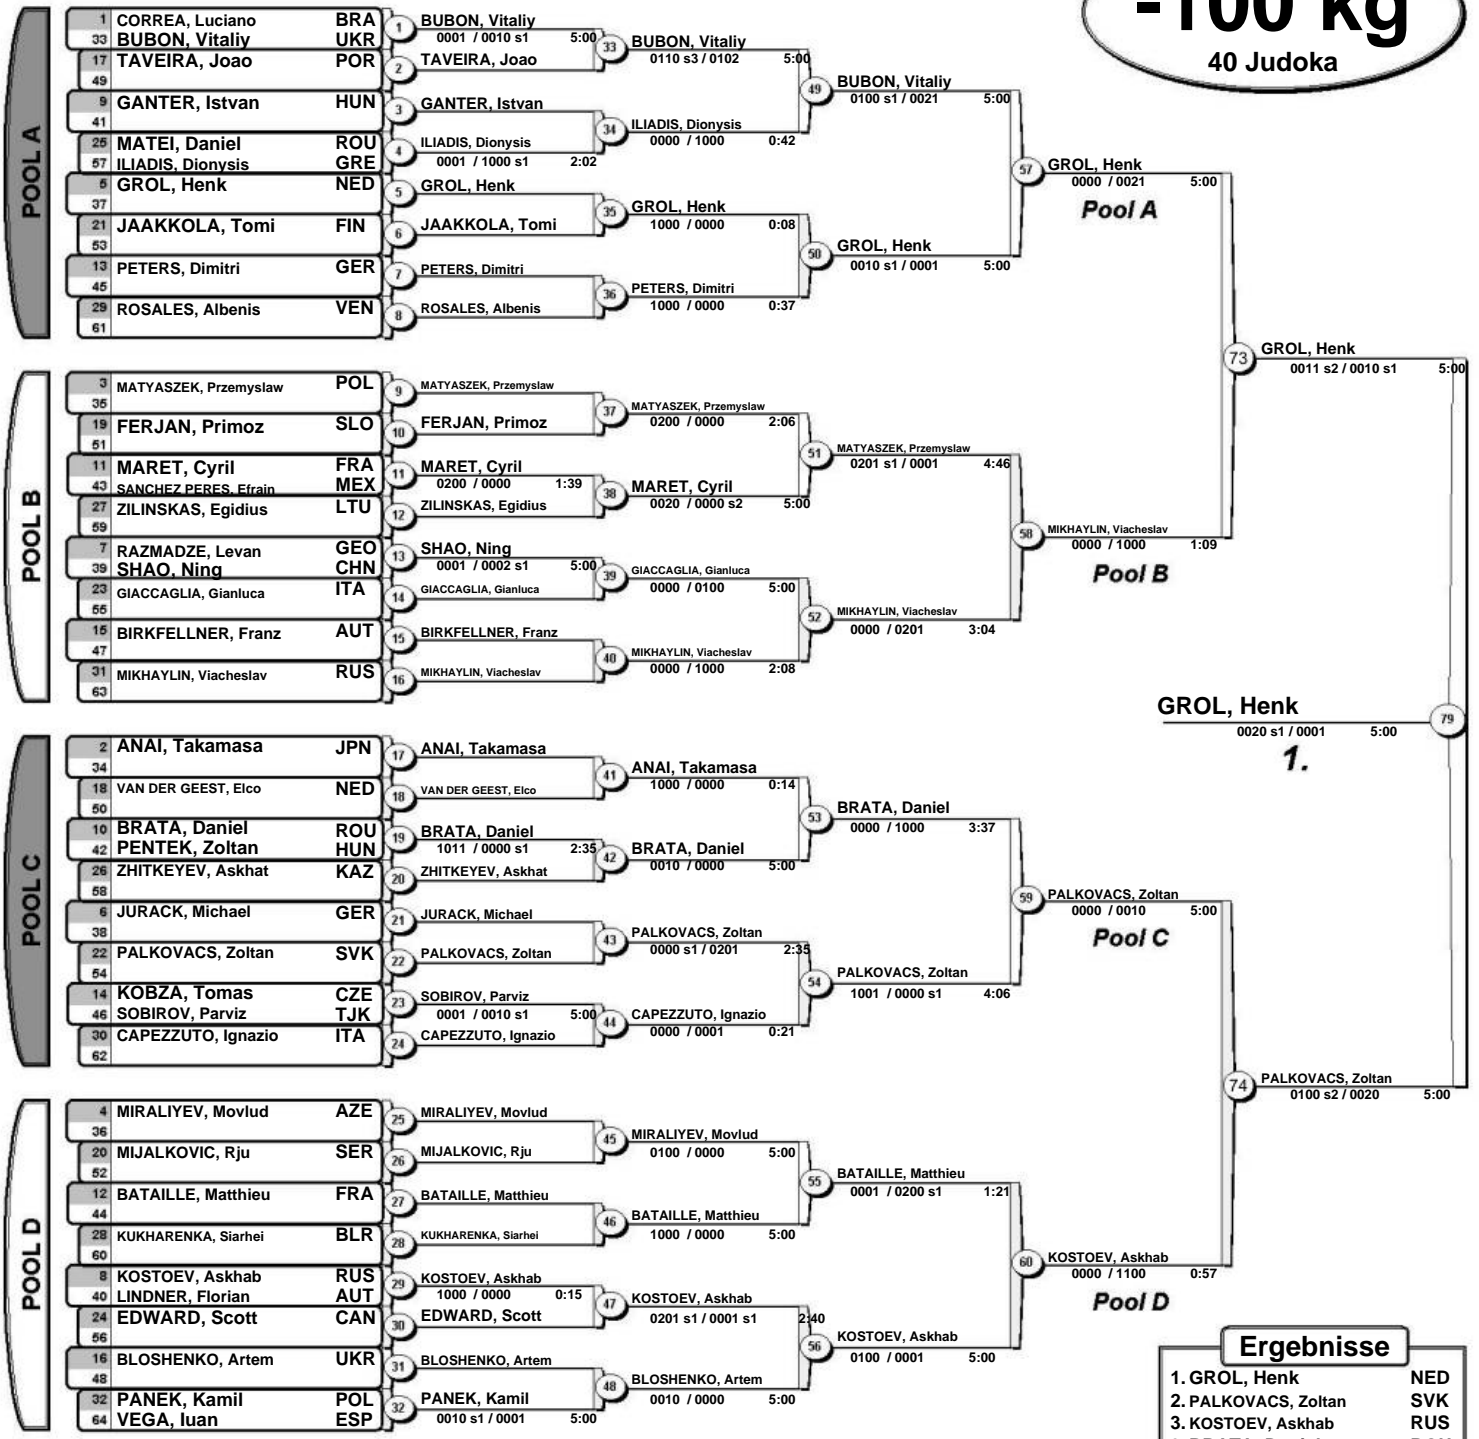 -100 kg
40 Judoka
POOL A
1 CORREA, Luciano BRA
33 BUBON, Vitaliy UKR
17 TAVEIRA, Joao POR
49
9 GANTER, Istvan HUN
41
25 MATEI, Daniel ROU
57 ILIADIS, Dionysis GRE
5 GROL, Henk NED
37
21 JAAKKOLA, Tomi FIN
53
13 PETERS, Dimitri GER
45
29 ROSALES, Albenis VEN
61
1 BUBON, Vitaliy
0001 / 0010 s1 5:00
2 TAVEIRA, Joao
3 GANTER, Istvan
4 ILIADIS, Dionysis
0001 / 1000 s1 2:02
5 GROL, Henk
6 JAAKKOLA, Tomi
7 PETERS, Dimitri
8 ROSALES, Albenis
33 BUBON, Vitaliy
0110 s3 / 0102 5:00
34 ILIADIS, Dionysis
0000 / 1000 0:42
35 GROL, Henk
1000 / 0000 0:08
36 PETERS, Dimitri
1000 / 0000 0:37
49 BUBON, Vitaliy
0100 s1 / 0021 5:00
50 GROL, Henk
0010 s1 / 0001 5:00
57 GROL, Henk
0000 / 0021 5:00
Pool A
POOL B
3 MATYASZEK, Przemyslaw POL
35
19 FERJAN, Primoz SLO
51
11 MARET, Cyril FRA
43 SANCHEZ PERES, Efrain MEX
27 ZILINSKAS, Egidius LTU
59
7 RAZMADZE, Levan GEO
39 SHAO, Ning CHN
23 GIACCAGLIA, Gianluca ITA
55
15 BIRKFELLNER, Franz AUT
47
31 MIKHAYLIN, Viacheslav RUS
63
9 MATYASZEK, Przemyslaw
10 FERJAN, Primoz
11 MARET, Cyril
0200 / 0000 1:39
12 ZILINSKAS, Egidius
13 SHAO, Ning
0001 / 0002 s1 5:00
14 GIACCAGLIA, Gianluca
15 BIRKFELLNER, Franz
16 MIKHAYLIN, Viacheslav
37 MATYASZEK, Przemyslaw
0200 / 0000 2:06
38 MARET, Cyril
0020 / 0000 s2 5:00
39 GIACCAGLIA, Gianluca
0000 / 0100 5:00
40 MIKHAYLIN, Viacheslav
0000 / 1000 2:08
51 MATYASZEK, Przemyslaw
0201 s1 / 0001 4:46
52 MIKHAYLIN, Viacheslav
0000 / 0201 3:04
58 MIKHAYLIN, Viacheslav
0000 / 1000 1:09
Pool B
73 GROL, Henk
0011 s2 / 0010 s1 5:00
GROL, Henk 79
0020 s1 / 0001 5:00
1.
POOL C
2 ANAI, Takamasa JPN
34
18 VAN DER GEEST, Elco NED
50
10 BRATA, Daniel ROU
42 PENTEK, Zoltan HUN
26 ZHITKEYEV, Askhat KAZ
58
6 JURACK, Michael GER
38
22 PALKOVACS, Zoltan SVK
54
14 KOBZA, Tomas CZE
46 SOBIROV, Parviz TJK
30 CAPEZZUTO, Ignazio ITA
62
17 ANAI, Takamasa
18 VAN DER GEEST, Elco
19 BRATA, Daniel
1011 / 0000 s1 2:35
20 ZHITKEYEV, Askhat
21 JURACK, Michael
22 PALKOVACS, Zoltan
23 SOBIROV, Parviz
0001 / 0010 s1 5:00
24 CAPEZZUTO, Ignazio
41 ANAI, Takamasa
1000 / 0000 0:14
42 BRATA, Daniel
0010 / 0000 5:00
43 PALKOVACS, Zoltan
0000 s1 / 0201 2:35
44 CAPEZZUTO, Ignazio
0000 / 0001 0:21
53 BRATA, Daniel
0000 / 1000 3:37
54 PALKOVACS, Zoltan
1001 / 0000 s1 4:06
59 PALKOVACS, Zoltan
0000 / 0010 5:00
Pool C
74 PALKOVACS, Zoltan
0100 s2 / 0020 5:00
POOL D
4 MIRALIYEV, Movlud AZE
36
20 MIJALKOVIC, Rju SER
52
12 BATAILLE, Matthieu FRA
44
28 KUKHARENKA, Siarhei BLR
60
8 KOSTOEV, Askhab RUS
40 LINDNER, Florian AUT
24 EDWARD, Scott CAN
56
16 BLOSHENKO, Artem UKR
48
32 PANEK, Kamil POL
64 VEGA, Iuan ESP
25 MIRALIYEV, Movlud
26 MIJALKOVIC, Rju
27 BATAILLE, Matthieu
28 KUKHARENKA, Siarhei
29 KOSTOEV, Askhab
1000 / 0000 0:15
30 EDWARD, Scott
31 BLOSHENKO, Artem
32 PANEK, Kamil
0010 s1 / 0001 5:00
45 MIRALIYEV, Movlud
0100 / 0000 5:00
46 BATAILLE, Matthieu
1000 / 0000 5:00
47 KOSTOEV, Askhab
0201 s1 / 0001 s1 2:40
48 BLOSHENKO, Artem
0010 / 0000 5:00
55 BATAILLE, Matthieu
0001 / 0200 s1 1:21
56 KOSTOEV, Askhab
0100 / 0001 5:00
60 KOSTOEV, Askhab
0000 / 1100 0:57
Pool D
Ergebnisse
1. GROL, Henk NED
2. PALKOVACS, Zoltan SVK
3. KOSTOEV, Askhab RUS